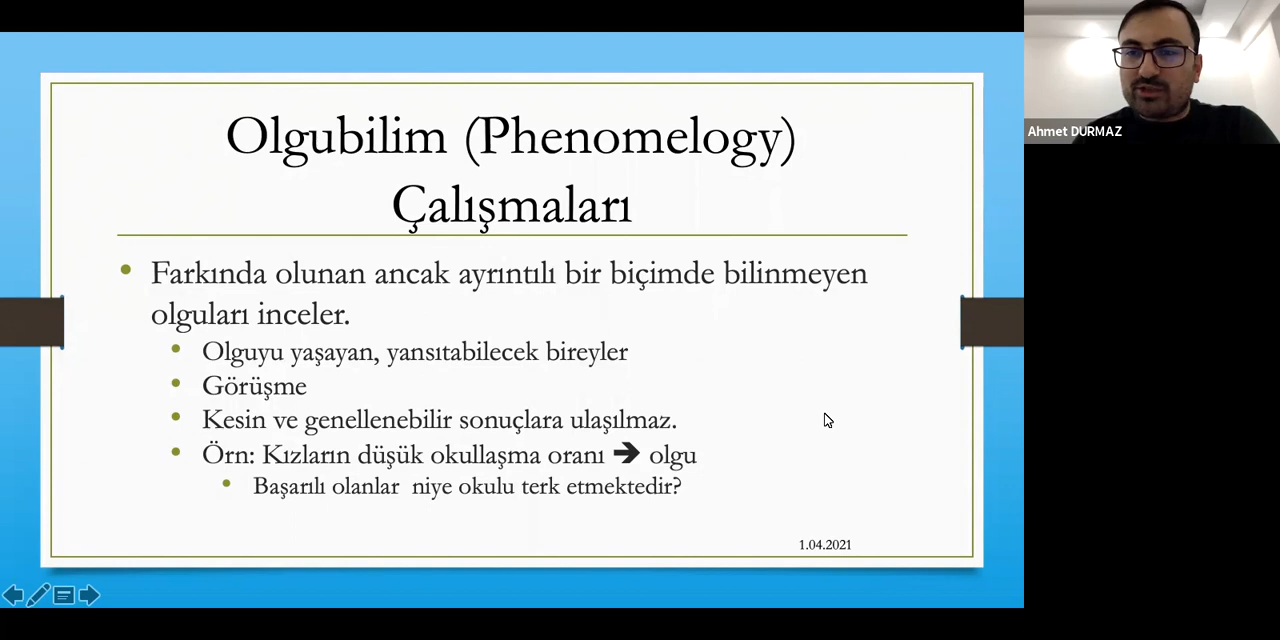 Olgubilim (Phenomelogy)
Çalışmaları
Farkında olunan ancak ayrıntılı bir biçimde bilinmeyen
olguları inceler.
Olguyu yaşayan, yansıtabilecek bireyler
Görüşme
Kesin ve genellenebilir sonuçlara ulaşılmaz.
Örn: Kızların düşük okullaşma oranı → olgu
Başarılı olanlar niye okulu terk etmektedir?
1.04.2021
Ahmet DURMAZ